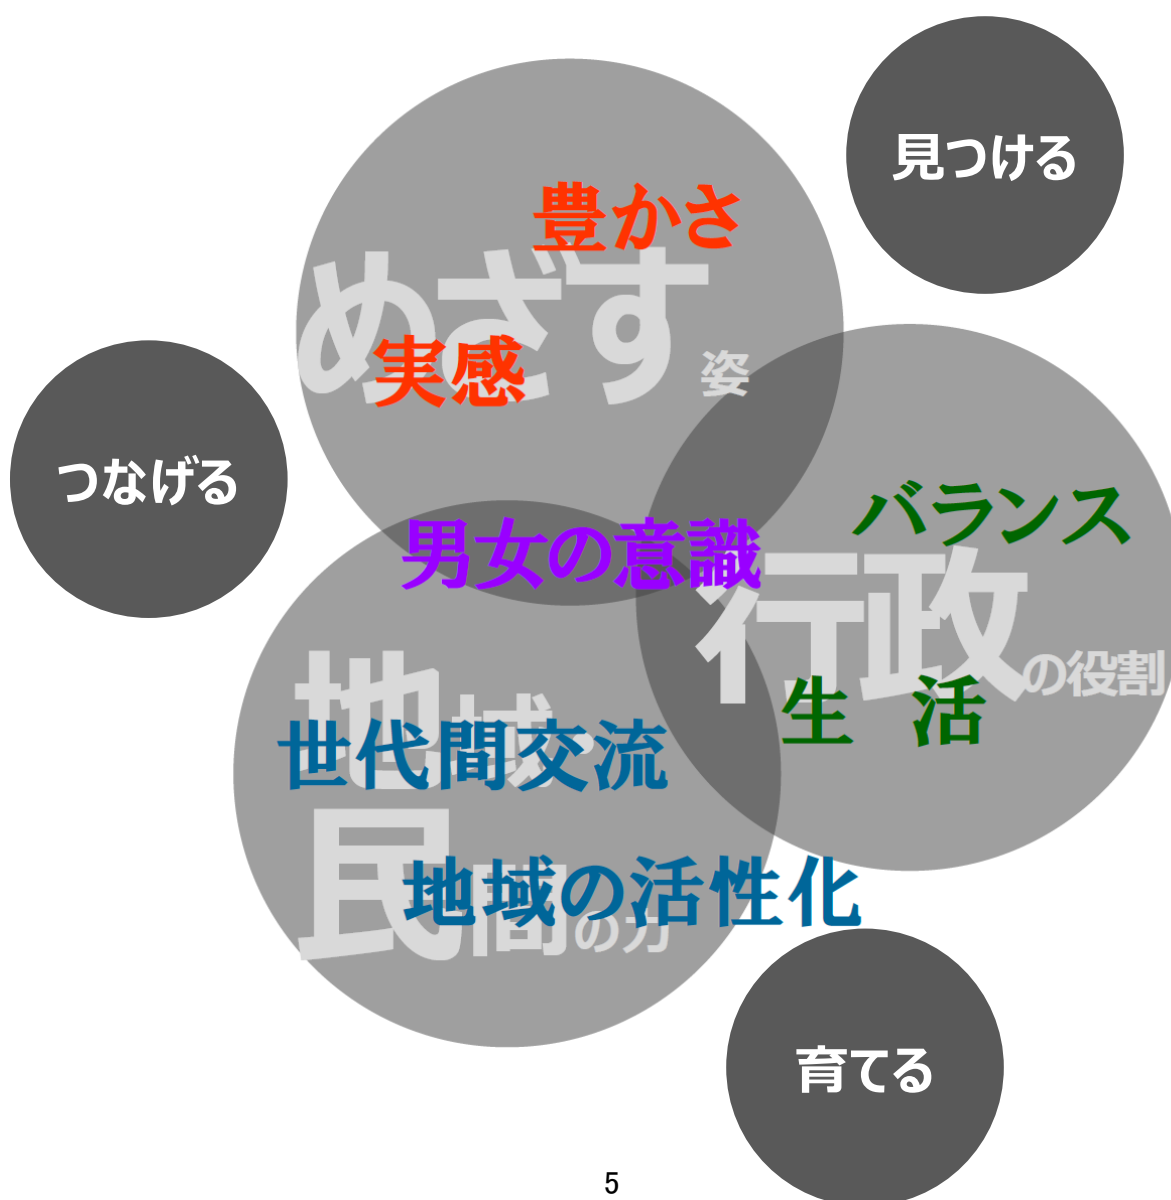 見つける
豊かさ
めざす姿
実感
つなげる
バランス
男女の意識
行政の役割
生　活
地域・
世代間交流
民間の力
地域の活性化
育てる
5